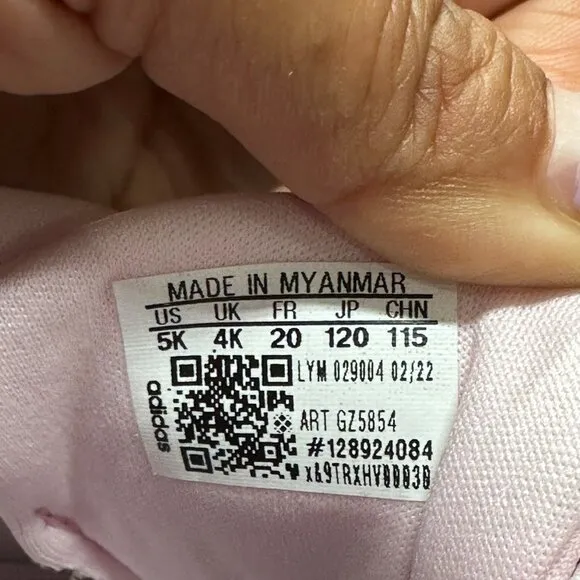 MADE IN MYANMAR
US UK FR JP CHN
5K 4K 20 120 115
LYM 029004 02/22
adidas
ART GZ5854
#128924084
x&9TRXHV00030